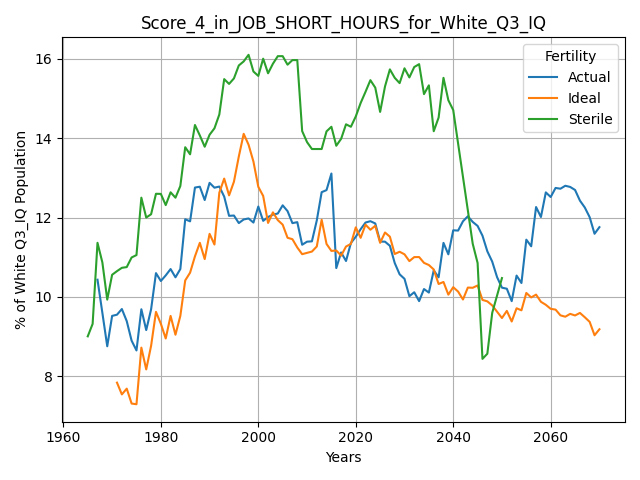 Score_4_in_JOB_SHORT_HOURS_for_White_Q3_IQ
Fertility
Actual
Ideal
Sterile
% of White Q3_IQ Population
16
14
12
10
8
1960
1980
2000
2020
2040
2060
Years